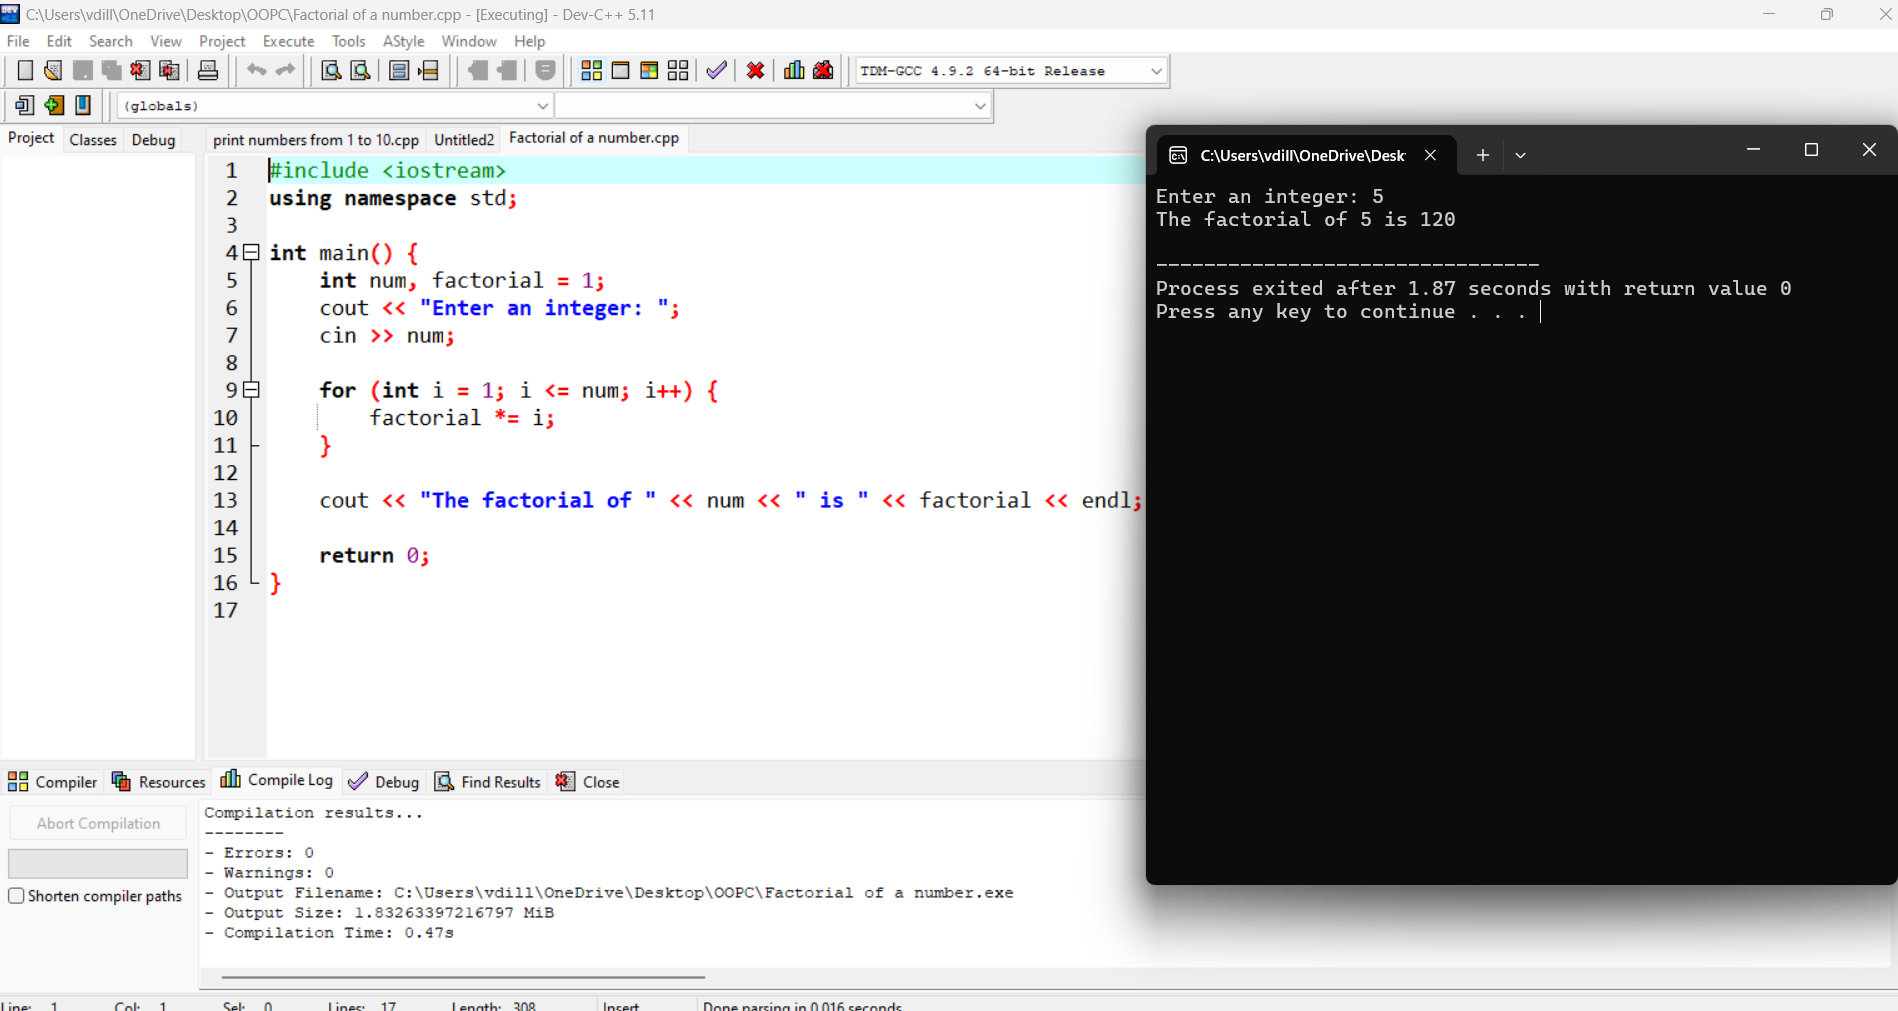 C:\Users\vdill\OneDrive\Desktop\OOPC\Factorial of a number.cpp - [Executing] - Dev-C++ 5.11
File Edit Search View Project Execute Tools AStyle Window Help
TDM-GCC 4.9.2 64-bit Release
(globals)
Project Classes Debug
print numbers from 1 to 10.cpp Untitled2 Factorial of a number.cpp
1 #include <iostream>
2 using namespace std;
3
4 int main() {
5     int num, factorial = 1;
6     cout << "Enter an integer: ";
7     cin >> num;
8
9     for (int i = 1; i <= num; i++) {
10         factorial *= i;
11     }
12
13     cout << "The factorial of " << num << " is " << factorial << endl;
14
15     return 0;
16 }
17
C:\Users\vdill\OneDrive\Desk
Enter an integer: 5
The factorial of 5 is 120
--------------------------------
Process exited after 1.87 seconds with return value 0
Press any key to continue . . .
Compiler Resources Compile Log Debug Find Results Close
Abort Compilation
Shorten compiler paths
Compilation results...
--------
- Errors: 0
- Warnings: 0
- Output Filename: C:\Users\vdill\OneDrive\Desktop\OOPC\Factorial of a number.exe
- Output Size: 1.83263397216797 MiB
- Compilation Time: 0.47s
Line: 1 Col: 1 Sel: 0 Lines: 17 Length: 308 Insert Done parsing in 0.016 seconds